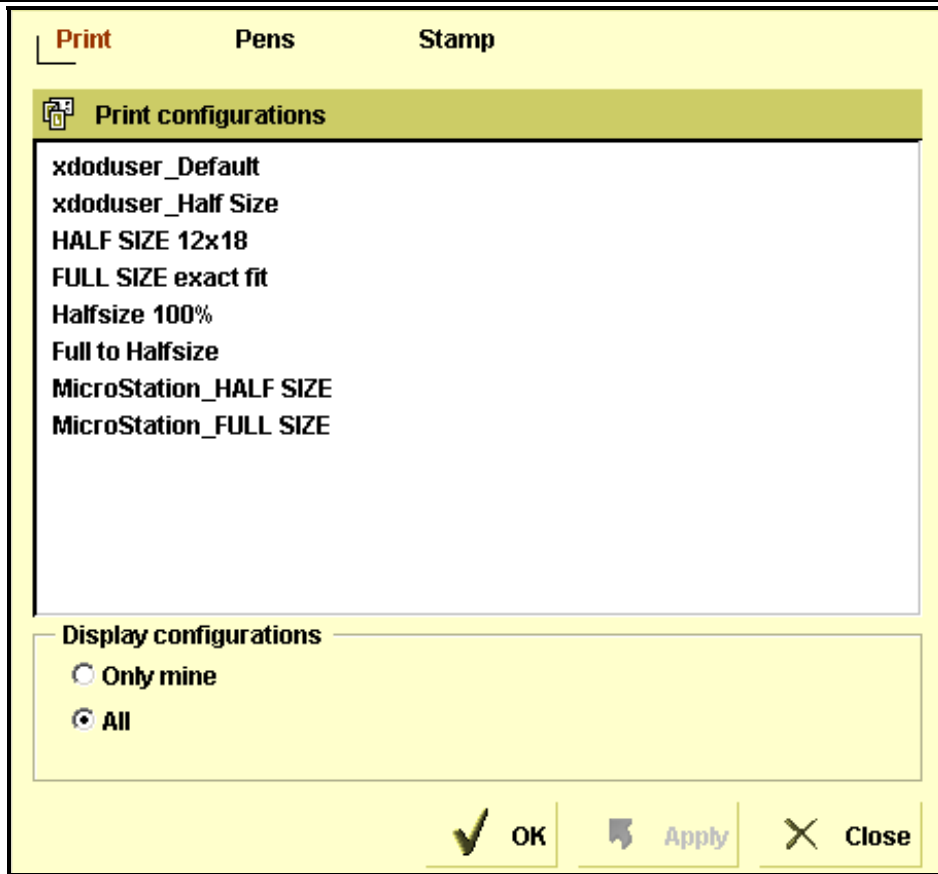 Print Pens Stamp
Print configurations
xdoduser_Default
xdoduser_Half Size
HALF SIZE 12x18
FULL SIZE exact fit
Halfsize 100%
Full to Halfsize
MicroStation_HALF SIZE
MicroStation_FULL SIZE
Display configurations
Only mine
All
OK Apply Close